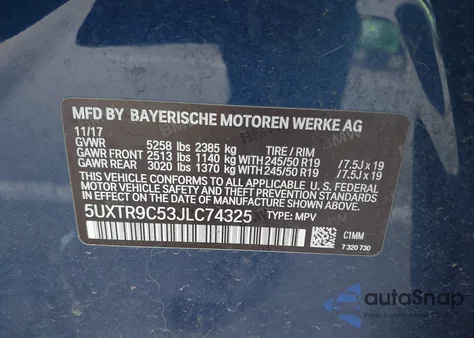 MFD BY BAYERISCHE MOTOREN WERKE AG
11/17
GVWR 5258 lbs 2385 kg TIRE / RIM
GAWR FRONT 2513 lbs 1140 kg WITH 245/50 R19 /7.5J x 19
GAWR REAR 3020 lbs 1370 kg WITH 245/50 R19 /7.5J x 19
THIS VEHICLE CONFORMS TO ALL APPLICABLE U.S. FEDERAL
MOTOR VEHICLE SAFETY, BUMPER, AND THEFT PREVENTION STANDARDS
IN EFFECT ON THE DATE OF MANUFACTURE SHOWN ABOVE.
5UXTR9C53JLC74325 TYPE: MPV
C1MM
7 320 730
autoSnap